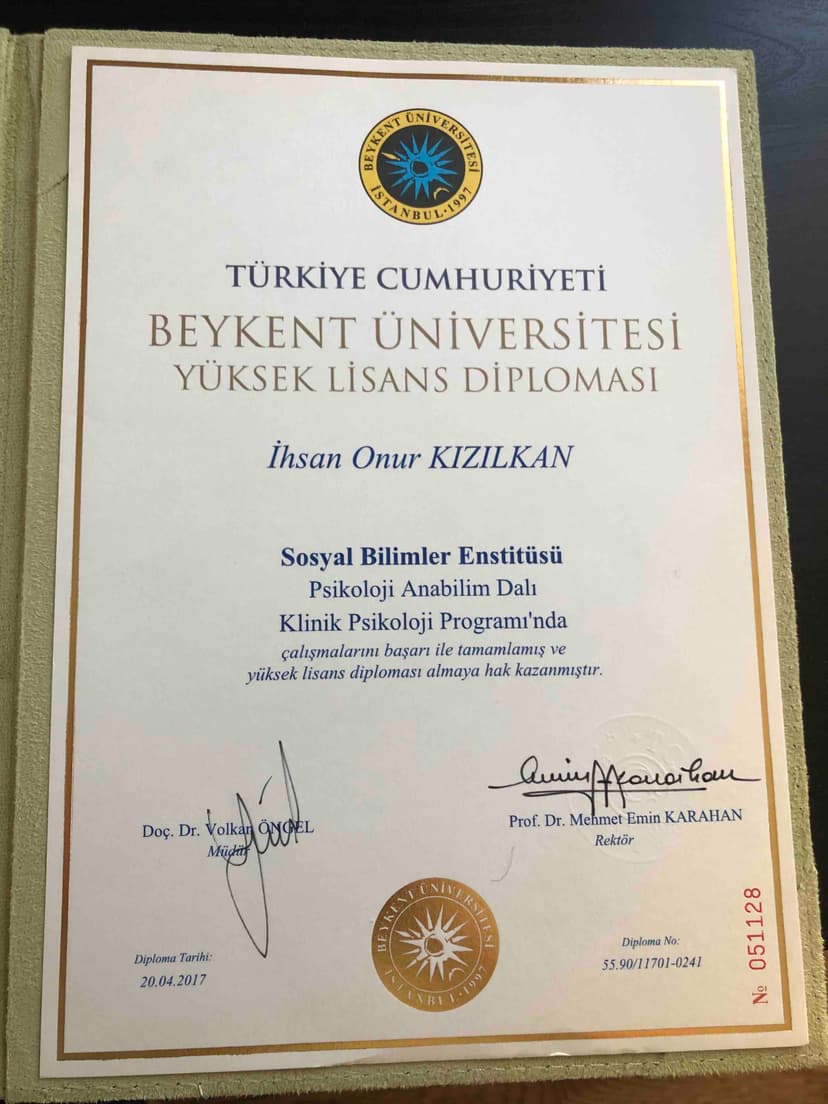 BEYKENT ÜNİVERSİTESİ
İSTANBUL·1997
TÜRKİYE CUMHURİYETİ
BEYKENT ÜNİVERSİTESİ
YÜKSEK LİSANS DİPLOMASI
İhsan Onur KIZILKAN
Sosyal Bilimler Enstitüsü
Psikoloji Anabilim Dalı
Klinik Psikoloji Programı'nda
çalışmalarını başarı ile tamamlamış ve
yüksek lisans diploması almaya hak kazanmıştır.
Doç. Dr. Volkan ÖNGEL
Müdür
Prof. Dr. Mehmet Emin KARAHAN
Rektör
BEYKENT ÜNİVERSİTESİ
İSTANBUL·1997
Diploma Tarihi:
20.04.2017
Diploma No:
55.90/11701-0241
№ 051128